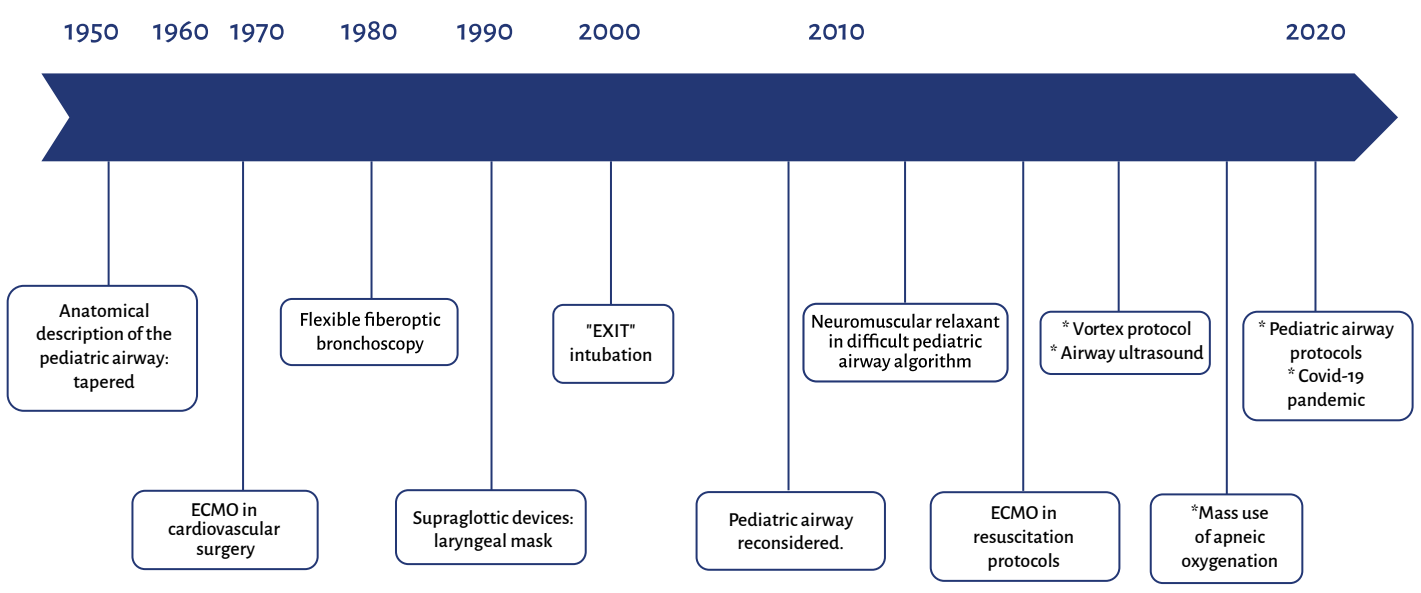 1950 1960 1970 1980 1990 2000 2010 2020
Anatomical
description of the
pediatric airway:
tapered
ECMO in
cardiovascular
surgery
Flexible fiberoptic
bronchoscopy
Supraglottic devices:
laryngeal mask
"EXIT"
intubation
Pediatric airway
reconsidered.
Neuromuscular relaxant
in difficult pediatric
airway algorithm
ECMO in
resuscitation
protocols
* Vortex protocol
* Airway ultrasound
*Mass use
of apneic
oxygenation
* Pediatric airway
protocols
* Covid-19
pandemic